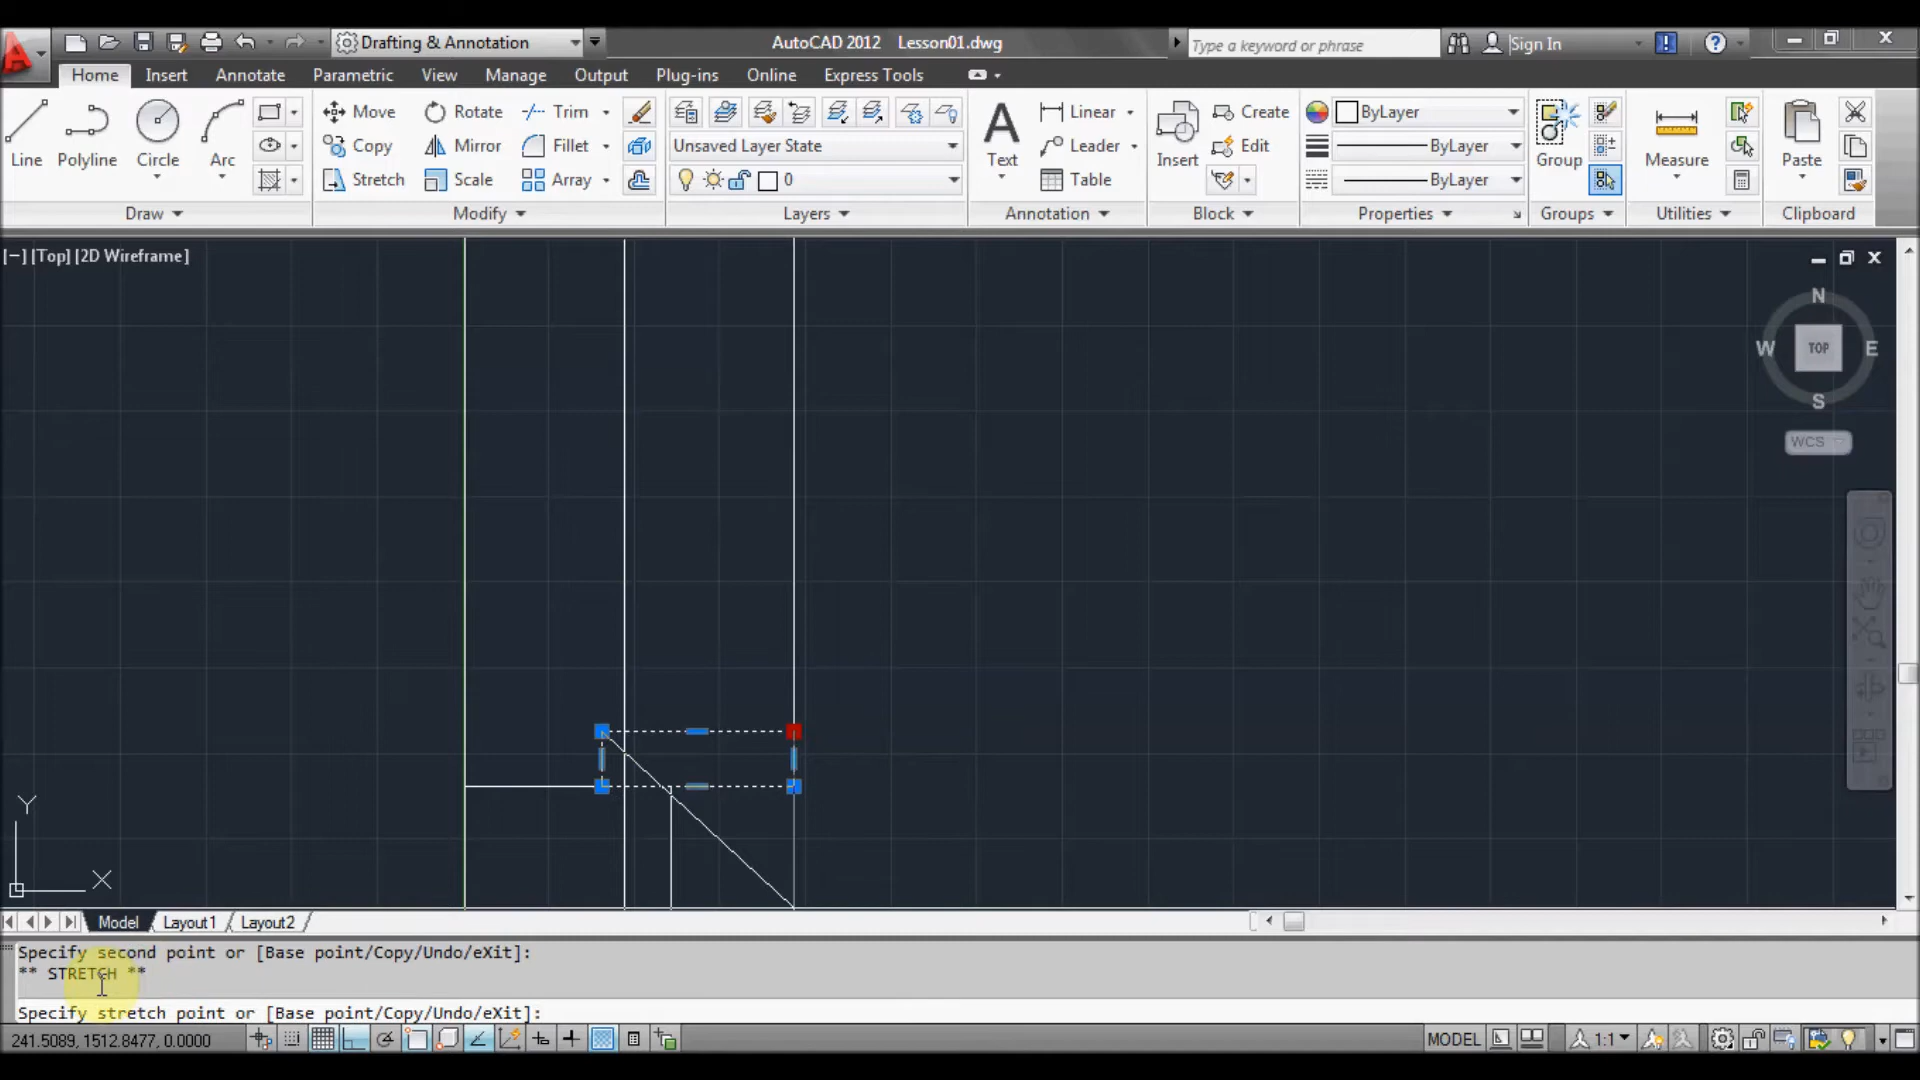 Drafting & Annotation
AutoCAD 2012 Lesson01.dwg
Type a keyword or phrase
Sign In
Home Insert Annotate Parametric View Manage Output Plug-ins Online Express Tools
Line Polyline Circle Arc
Draw
Move Rotate Trim
Copy Mirror Fillet
Stretch Scale Array
Modify
Unsaved Layer State
0
Layers
Text
Linear
Leader
Table
Annotation
Insert
Create
Edit
Block
ByLayer
ByLayer
ByLayer
Properties
Group
Groups
Measure
Utilities
Paste
Clipboard
[−] [Top] [2D Wireframe]
N
W TOP E
S
WCS
Y
X
Model Layout1 Layout2
Specify second point or [Base point/Copy/Undo/eXit]:
** STRETCH **
Specify stretch point or [Base point/Copy/Undo/eXit]:
241.5089, 1512.8477, 0.0000
MODEL
1:1